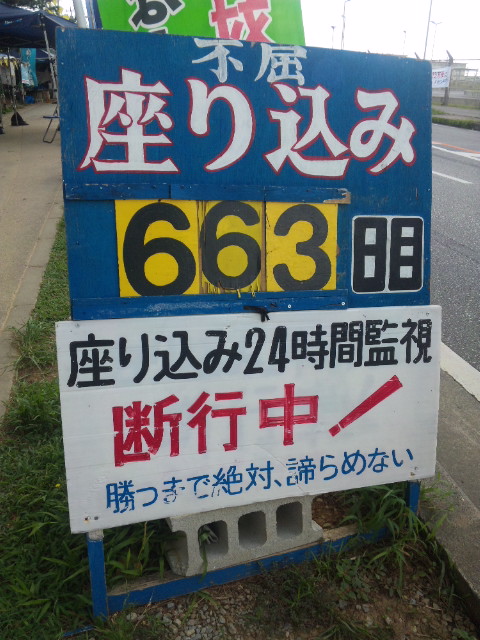 不屈
座り込み
663日目
座り込み24時間監視
断行中!
勝つまで絶対、諦らめない